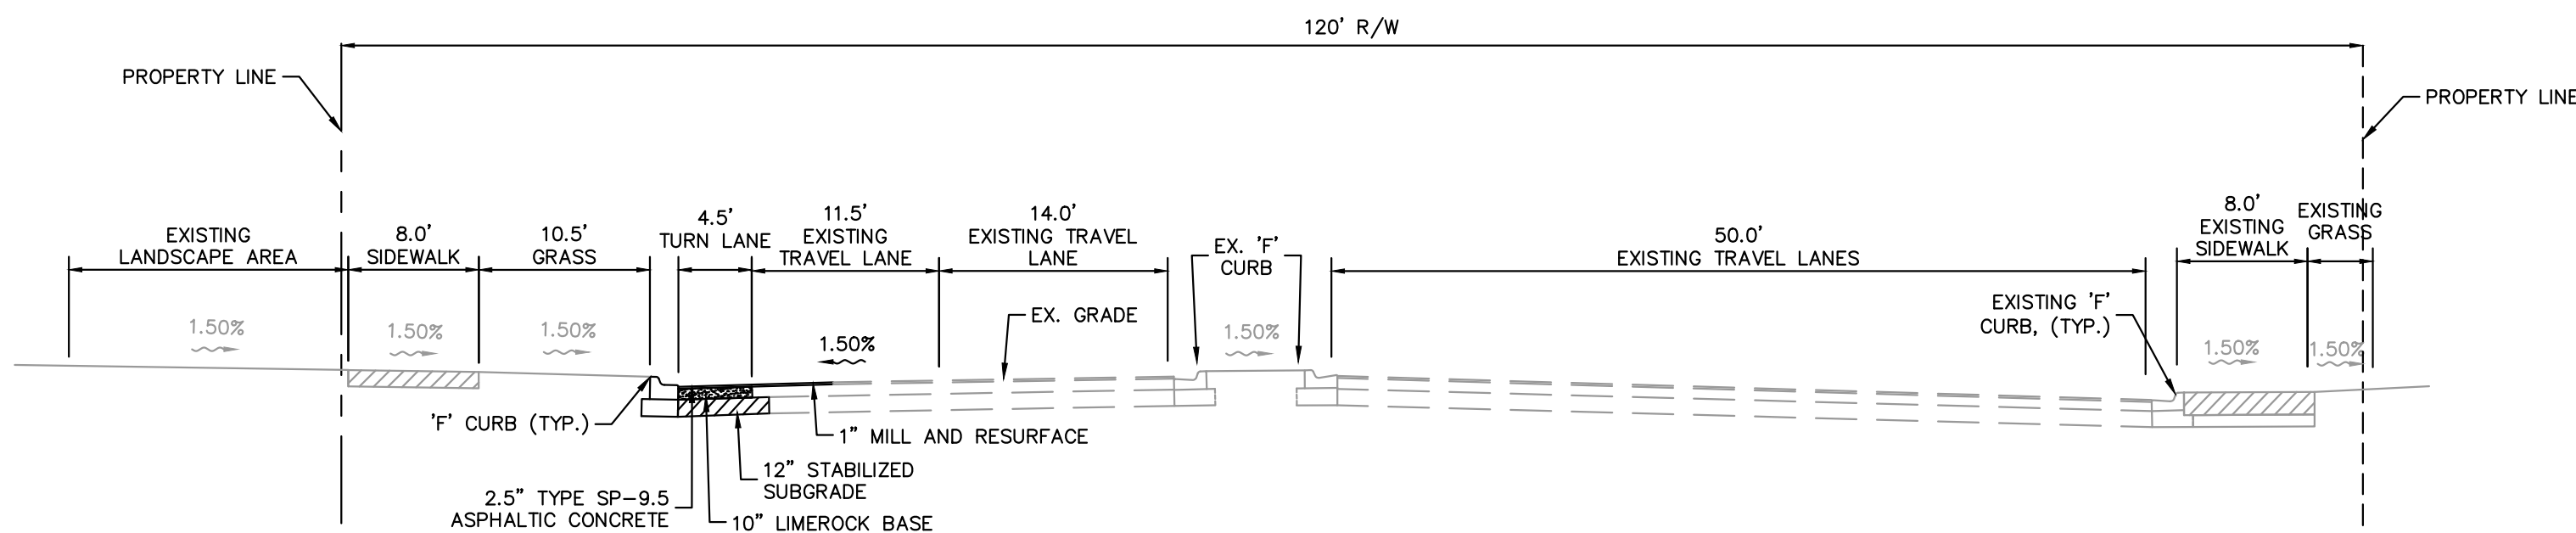 120' R/W
PROPERTY LINE
PROPERTY LINE
EXISTING
LANDSCAPE AREA
8.0'
SIDEWALK
10.5'
GRASS
4.5'
TURN LANE
11.5'
EXISTING
TRAVEL LANE
14.0'
EXISTING TRAVEL
LANE
EX. 'F'
CURB
50.0'
EXISTING TRAVEL LANES
8.0'
EXISTING
SIDEWALK
EXISTING
GRASS
EXISTING 'F'
CURB, (TYP.)
EX. GRADE
1.50%
1.50%
1.50%
1.50%
1.50%
1.50%
1.50%
'F' CURB (TYP.)
1" MILL AND RESURFACE
12" STABILIZED
SUBGRADE
2.5" TYPE SP-9.5
ASPHALTIC CONCRETE
10" LIMEROCK BASE